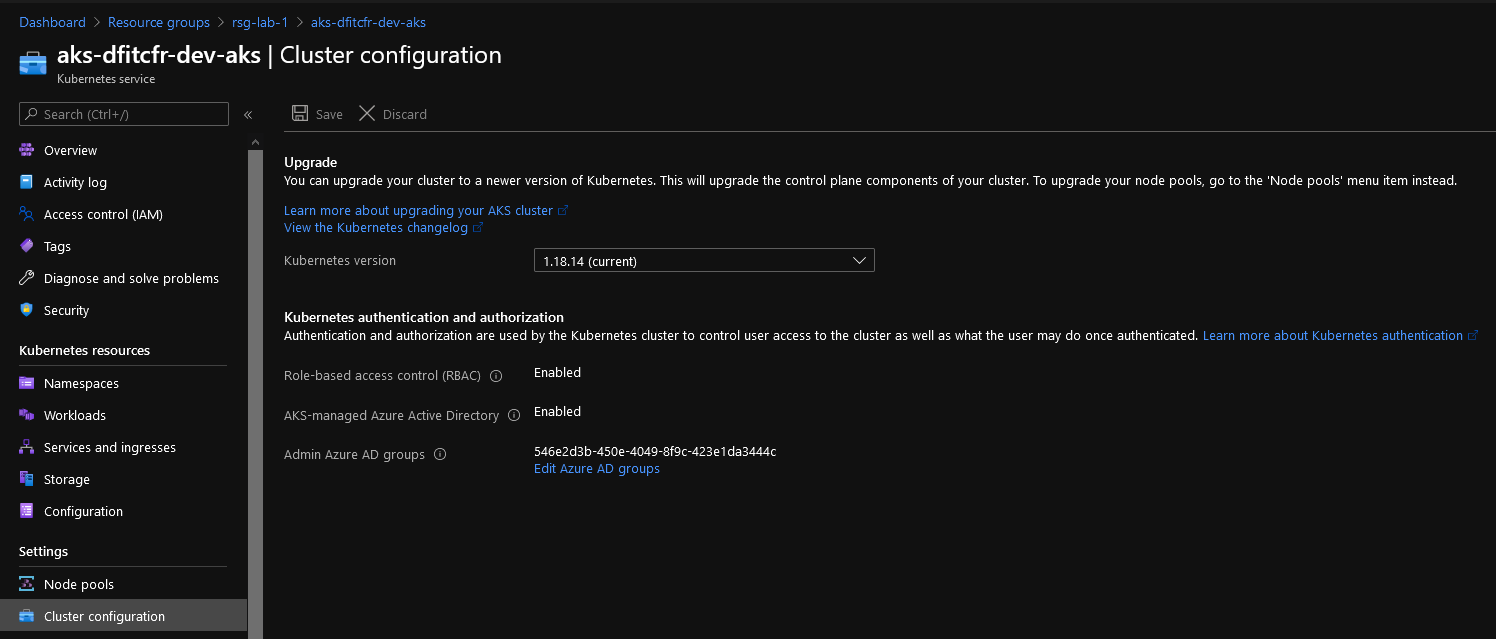 Dashboard > Resource groups > rsg-lab-1 > aks-dfitcfr-dev-aks
aks-dfitcfr-dev-aks | Cluster configuration
Kubernetes service
Search (Ctrl+/)
«
Save
Discard
Overview
Activity log
Access control (IAM)
Tags
Diagnose and solve problems
Security
Kubernetes resources
Namespaces
Workloads
Services and ingresses
Storage
Configuration
Settings
Node pools
Cluster configuration
Upgrade
You can upgrade your cluster to a newer version of Kubernetes. This will upgrade the control plane components of your cluster. To upgrade your node pools, go to the 'Node pools' menu item instead.
Learn more about upgrading your AKS cluster
View the Kubernetes changelog
Kubernetes version 1.18.14 (current)
Kubernetes authentication and authorization
Authentication and authorization are used by the Kubernetes cluster to control user access to the cluster as well as what the user may do once authenticated. Learn more about Kubernetes authentication
Role-based access control (RBAC) Enabled
AKS-managed Azure Active Directory Enabled
Admin Azure AD groups 546e2d3b-450e-4049-8f9c-423e1da3444c
Edit Azure AD groups